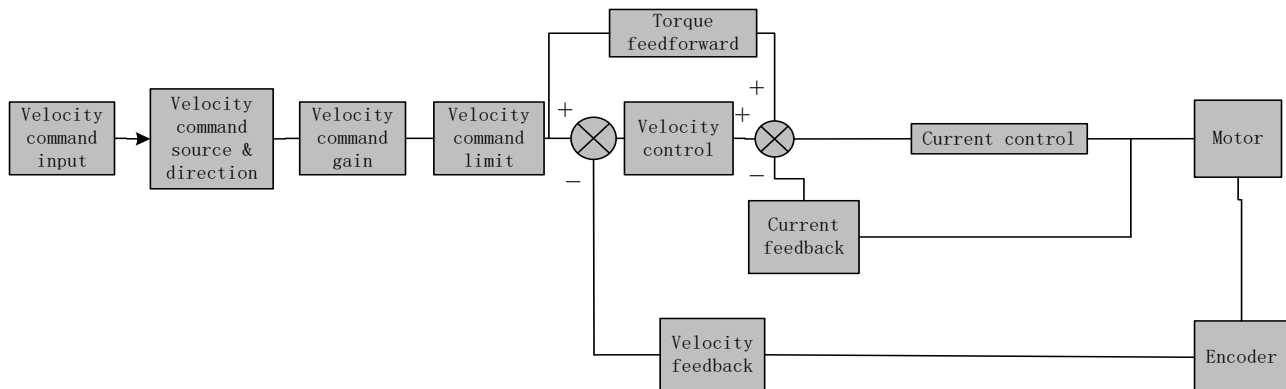 Torque
feedforward
Velocity
command
input
Velocity
command
source &
direction
Velocity
command
gain
Velocity
command
limit
+
−
Velocity
control
+
+
−
Current control
Motor
Current
feedback
Velocity
feedback
Encoder